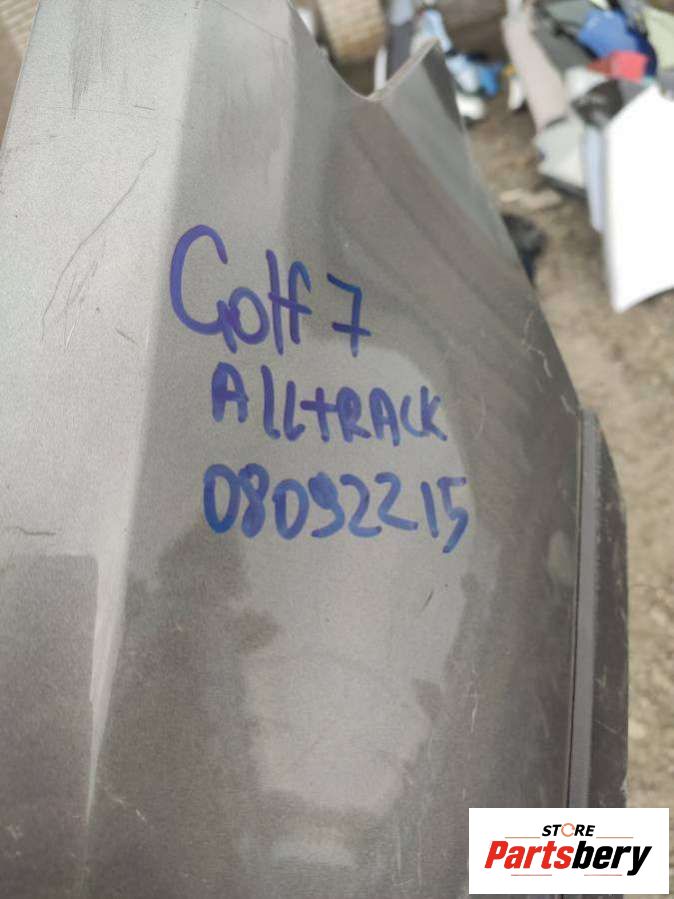 Golf 7
AlltRACK
08092215
STORE
Partsbery